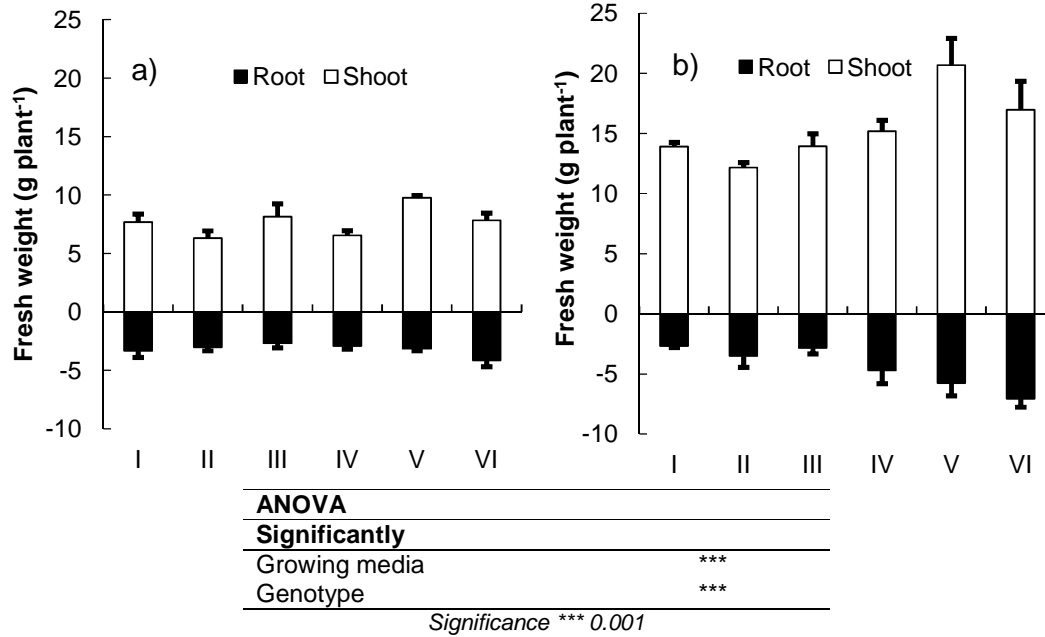 a)
■ Root □ Shoot
Fresh weight (g plant⁻¹)
25
20
15
10
5
0
-5
-10
I II III IV V VI
b)
■ Root □ Shoot
Fresh weight (g plant⁻¹)
25
20
15
10
5
0
-5
-10
I II III IV V VI
ANOVA
Significantly
Growing media ***
Genotype ***
Significance *** 0.001